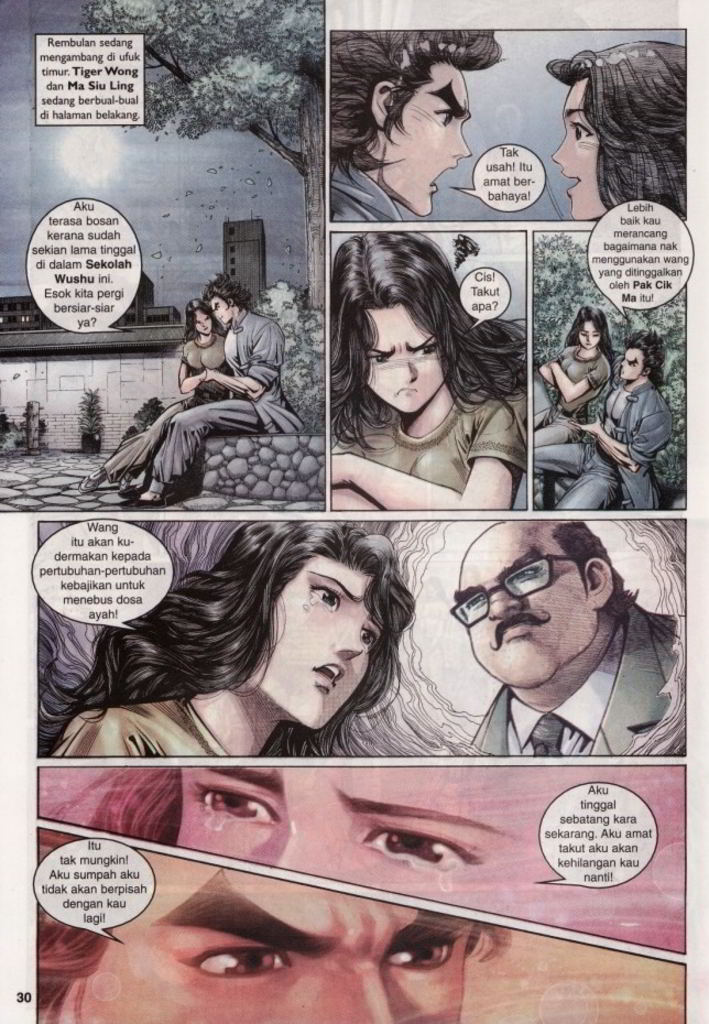 Rembulan sedang
mengambang di ufuk
timur. Tiger Wong
dan Ma Siu Ling
sedang berbual-bual
di halaman belakang.
Aku
terasa bosan
kerana sudah
sekian lama tinggal
di dalam Sekolah
Wushu ini.
Esok kita pergi
bersiar-siar
ya?
Tak
usah! Itu
amat ber-
bahaya!
Cis!
Takut
apa?
Lebih
baik kau
merancang
bagaimana nak
menggunakan wang
yang ditinggalkan
oleh Pak Cik
Ma itu!
Wang
itu akan ku-
dermakan kepada
pertubuhan-pertubuhan
kebajikan untuk
menebus dosa
ayah!
Aku
tinggal
sebatang kara
sekarang. Aku amat
takut aku akan
kehilangan kau
nanti!
Itu
tak mungkin!
Aku sumpah aku
tidak akan berpisah
dengan kau
lagi!
30